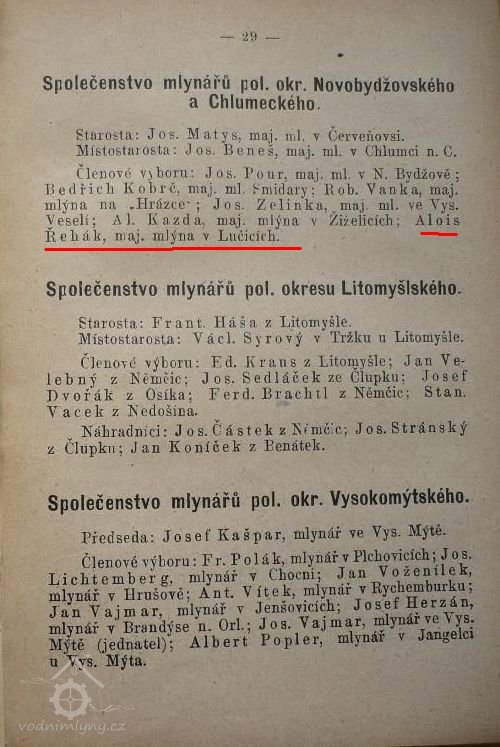 — 29 —
Společenstvo mlynářů pol. okr. Novobydžovského
a Chlumeckého.
Starosta: Jos. Matys, maj. ml. v Červeňovsi.
Místostarosta: Jos. Beneš, maj. ml. v Chlumci n. C.
Členové výboru: Jos. Pour, maj. ml. v N. Bydžově;
Bedřich Kobrč, maj. ml. Smidary; Rob. Vanka, maj.
mlýna na „Hrázce“; Jos. Zelinka, maj. ml. ve Vys.
Veselí; Al. Kazda, maj. mlýna v Žiželicích; Alois
Řehák, maj. mlýna v Lučicích.
Společenstvo mlynářů pol. okresu Litomyšlského.
Starosta: Frant. Háša z Litomyšle.
Místostarosta: Václ. Syrový v Tržku u Litomyšle.
Členové výboru: Ed. Kraus z Litomyšle; Jan Ve-
lebný z Němčic; Jos. Sedláček ze Člupku; Josef
Dvořák z Osíka; Ferd. Brachtl z Němčic; Stan.
Vacek z Nedošína.
Náhradníci: Jos. Částek z Němčic; Jos. Stránský
z Člupku; Jan Koníček z Benátek.
Společenstvo mlynářů pol. okr. Vysokomýtského.
Předseda: Josef Kašpar, mlynář ve Vys. Mýtě.
Členové výboru: Fr. Polák, mlynář v Plchovicích; Jos.
Lichtemberg, mlynář v Chocni; Jan Voženílek,
mlynář v Hrušově; Ant. Vítek, mlynář v Rychemburku;
Jan Vajmar, mlynář v Jenšovicích; Josef Herzán,
mlynář v Brandýse n. Orl.; Jos. Vajmar, mlynář ve Vys.
Mýtě (jednatel); Albert Popler, mlynář v Jangelci
u Vys. Mýta.
vodnimlyny.cz